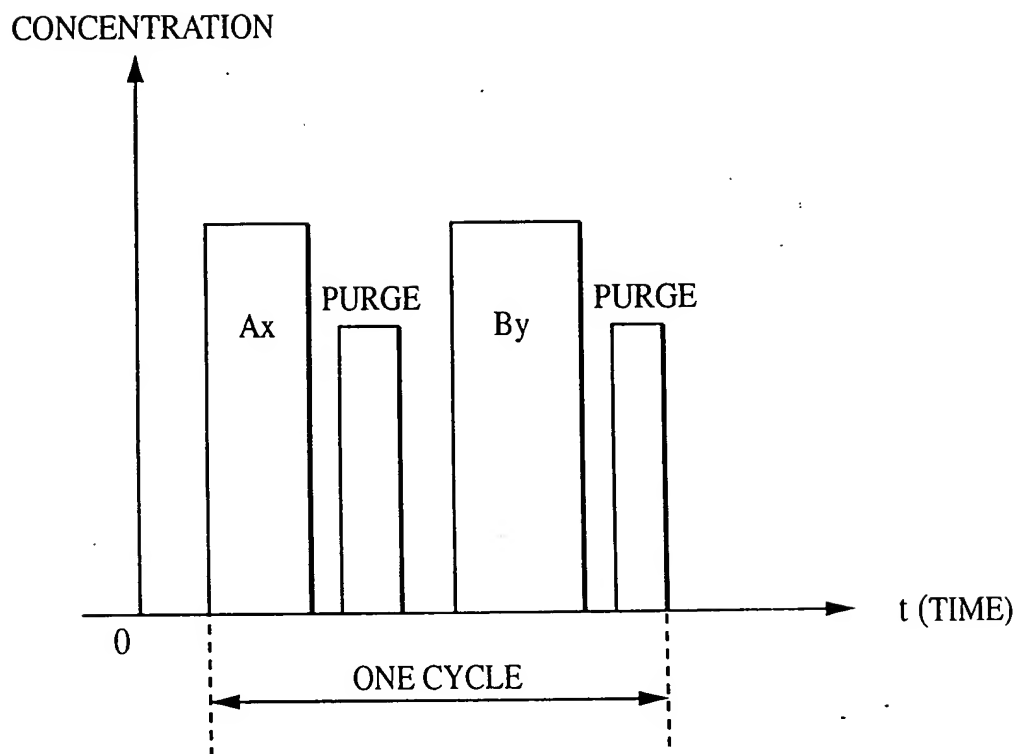 CONCENTRATION
PURGE
PURGE
Ax
By
t (TIME)
0
ONE CYCLE